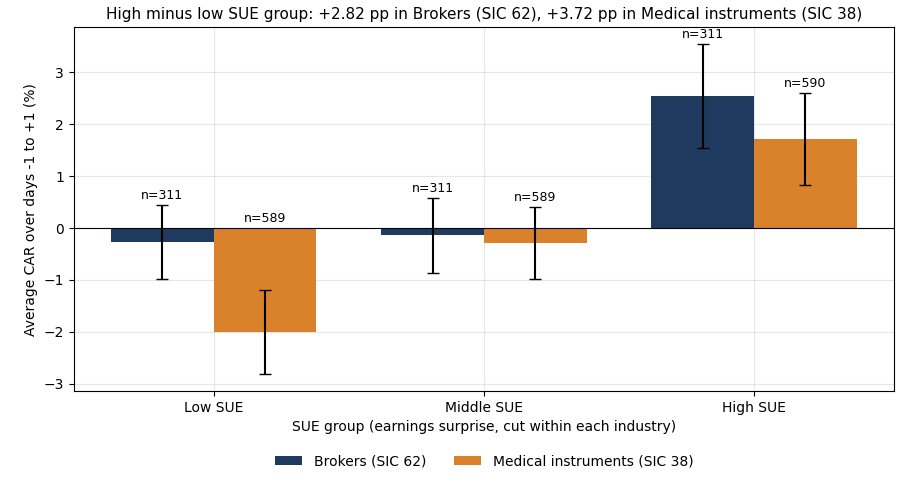 High minus low SUE group: +2.82 pp in Brokers (SIC 62), +3.72 pp in Medical instruments (SIC 38)
Average CAR over days -1 to +1 (%)
3
2
1
0
−1
−2
−3
n=311
n=589
n=311
n=589
n=311
n=590
Low SUE
Middle SUE
High SUE
SUE group (earnings surprise, cut within each industry)
Brokers (SIC 62)
Medical instruments (SIC 38)